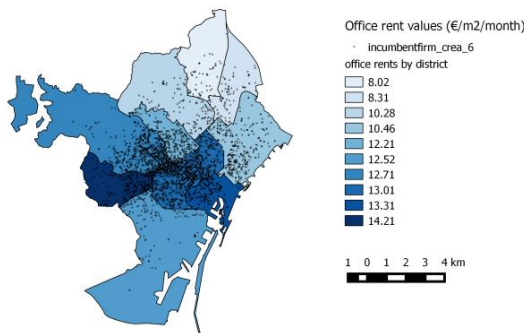 Office rent values (€/m2/month)
incumbentfirm_crea_6
office rents by district
8.02
8.31
10.28
10.46
12.21
12.52
12.71
13.01
13.31
14.21
1 0 1 2 3 4 km